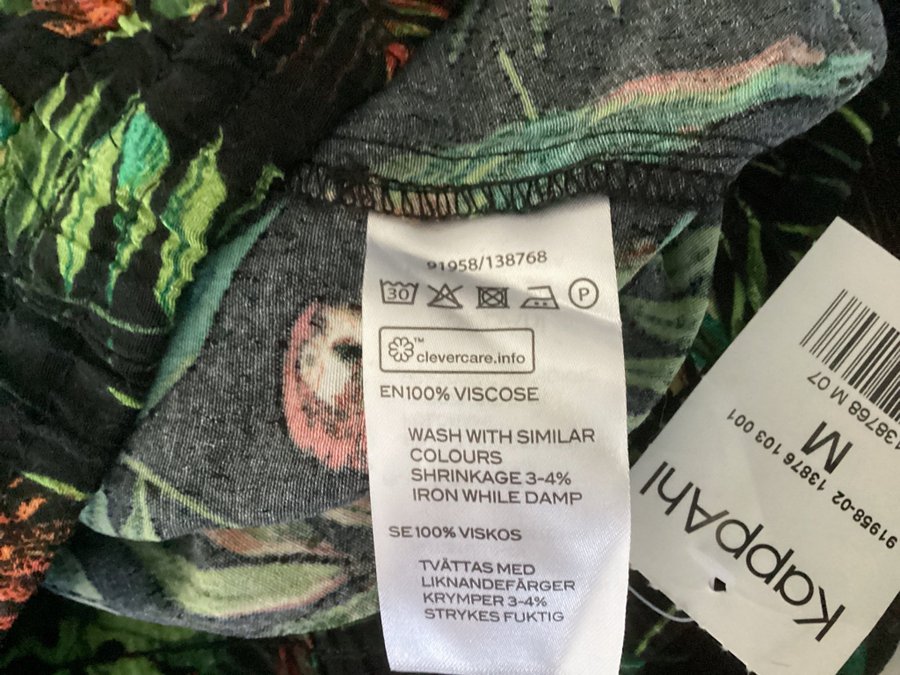 91958/138768
30
P
clevercare.info
EN100% VISCOSE
WASH WITH SIMILAR
COLOURS
SHRINKAGE 3-4%
IRON WHILE DAMP
SE100% VISKOS
TVÄTTAS MED
LIKNANDEFÄRGER
KRYMPER 3-4%
STRYKES FUKTIG
KappAhl
91958-02 13876 103 001
M
138768 M 07